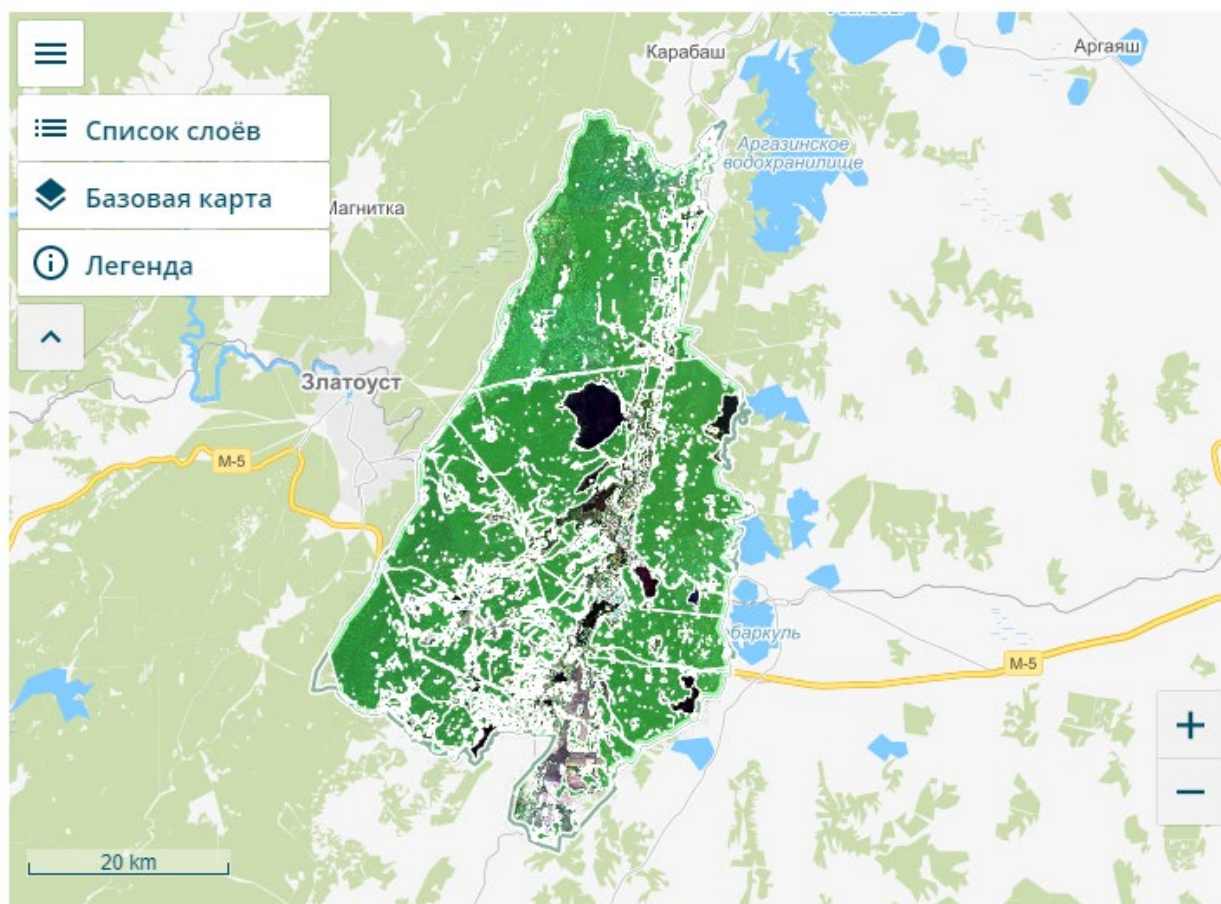 Карабаш
Аргаяш
Список слоёв
Аргазинское
водохранилище
Базовая карта
Магнитка
Легенда
Златоуст
М-5
баркуль
М-5
20 km